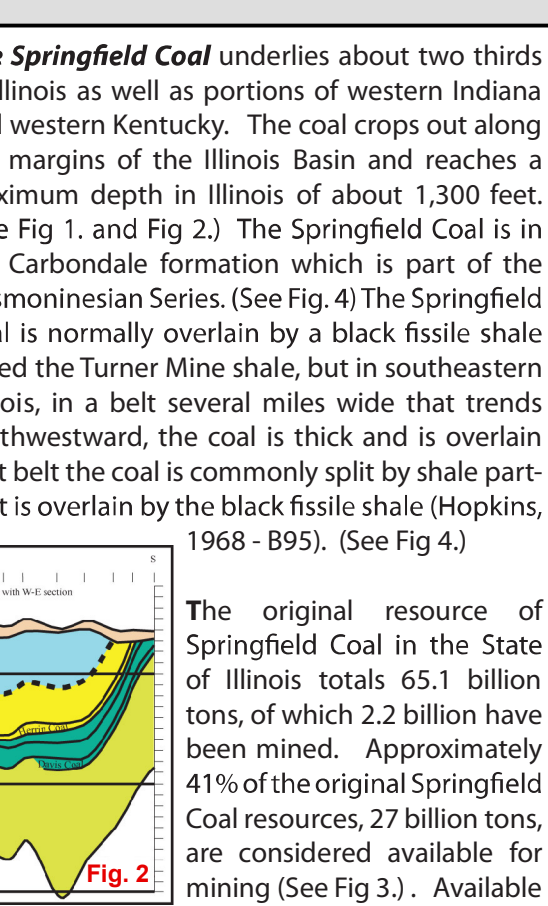 e Springfield Coal underlies about two thirds
llinois as well as portions of western Indiana
l western Kentucky. The coal crops out along
margins of the Illinois Basin and reaches a
ximum depth in Illinois of about 1,300 feet.
e Fig 1. and Fig 2.) The Springfield Coal is in
Carbondale formation which is part of the
smoninesian Series. (See Fig. 4) The Springfield
al is normally overlain by a black fissile shale
ed the Turner Mine shale, but in southeastern
ois, in a belt several miles wide that trends
thwestward, the coal is thick and is overlain
t belt the coal is commonly split by shale part-
t is overlain by the black fissile shale (Hopkins,
1968 - B95). (See Fig 4.)
S
with W-E section
Herrin Coal
Davis Coal
Fig. 2
The original resource of
Springfield Coal in the State
of Illinois totals 65.1 billion
tons, of which 2.2 billion have
been mined. Approximately
41% of the original Springfield
Coal resources, 27 billion tons,
are considered available for
mining (See Fig 3.) . Available